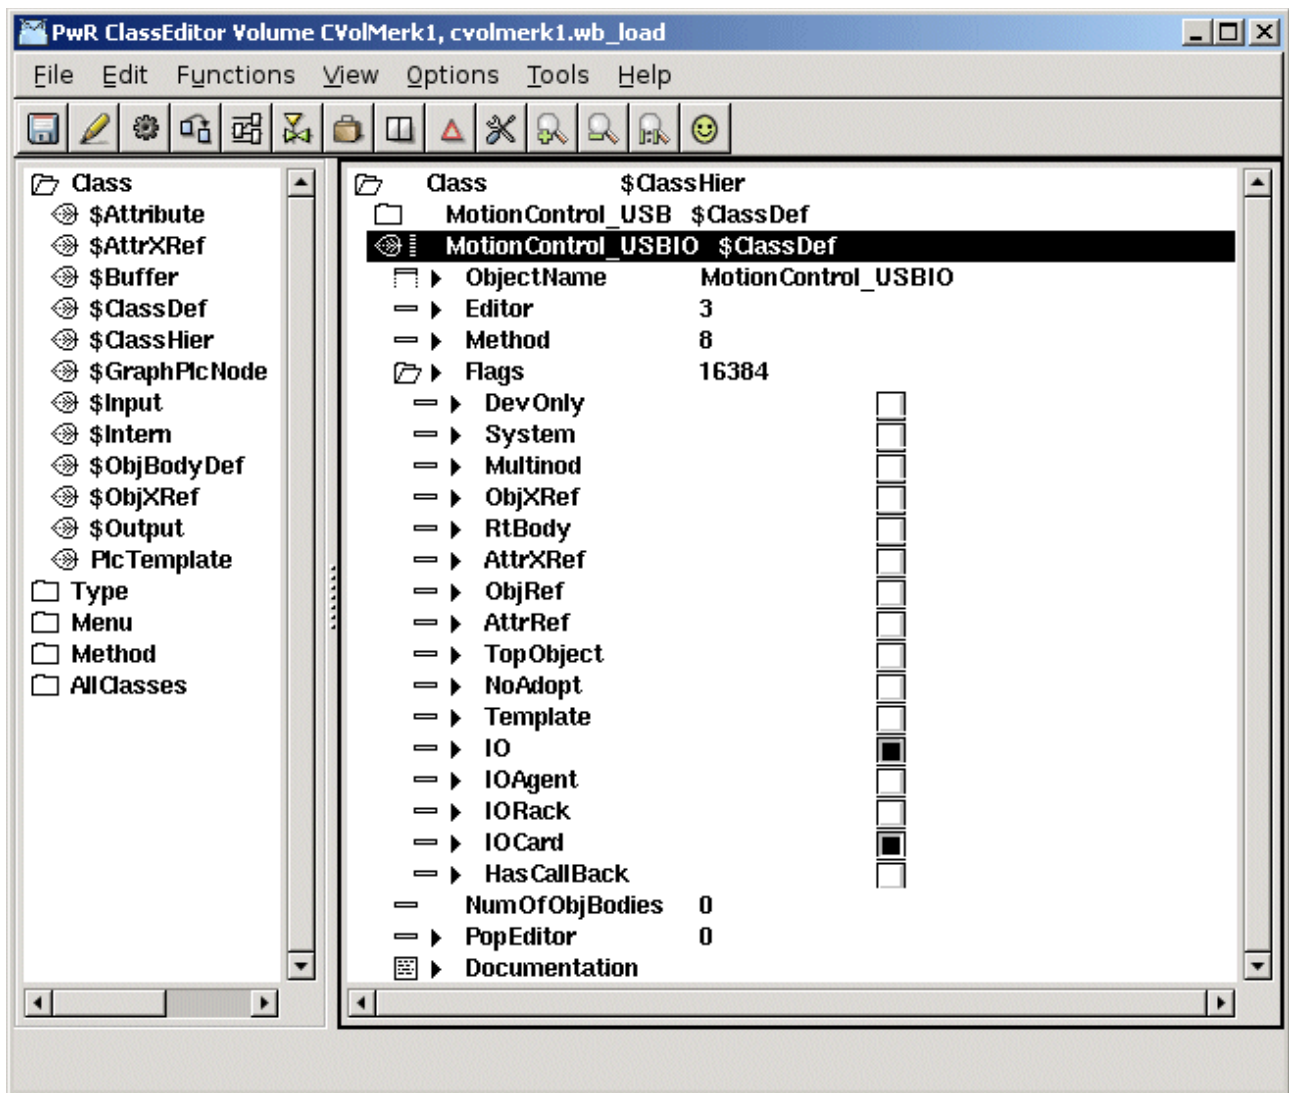 PwR ClassEditor Volume CVolMerk1, cvolmerk1.wb_load
File Edit Functions View Options Tools Help
Class
$Attribute
$AttrXRef
$Buffer
$ClassDef
$ClassHier
$GraphPlcNode
$Input
$Intern
$ObjBodyDef
$ObjXRef
$Output
PlcTemplate
Type
Menu
Method
AllClasses
Class $ClassHier
MotionControl_USB $ClassDef
MotionControl_USBIO $ClassDef
ObjectName MotionControl_USBIO
Editor 3
Method 8
Flags 16384
DevOnly
System
Multinod
ObjXRef
RtBody
AttrXRef
ObjRef
AttrRef
TopObject
NoAdopt
Template
IO
IOAgent
IORack
IOCard
HasCallBack
NumOfObjBodies 0
PopEditor 0
Documentation